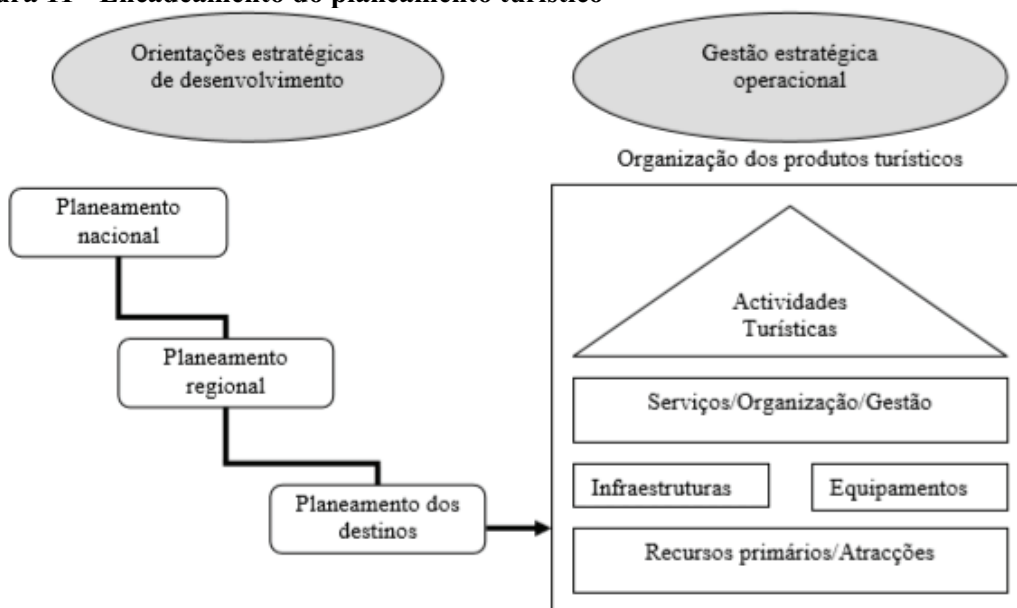 Orientações estratégicas
de desenvolvimento
Gestão estratégica
operacional
Organização dos produtos turísticos
Planeamento
nacional
Planeamento
regional
Planeamento dos
destinos
Actividades
Turísticas
Serviços/Organização/Gestão
Infraestruturas
Equipamentos
Recursos primários/Atracções